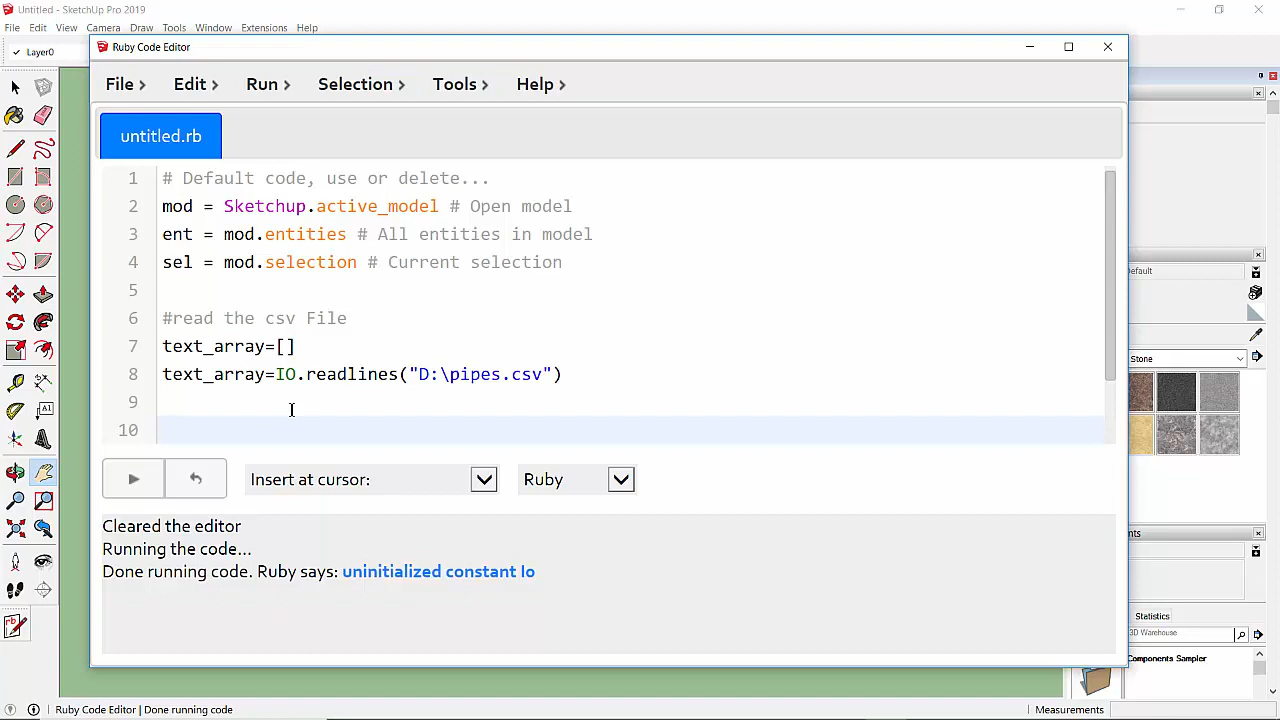 Untitled - SketchUp Pro 2019
File Edit View Camera Draw Tools Window Extensions Help
Layer0
Ruby Code Editor
File Edit Run Selection Tools Help
untitled.rb
1 # Default code, use or delete...
2 mod = Sketchup.active_model # Open model
3 ent = mod.entities # All entities in model
4 sel = mod.selection # Current selection
5
6 #read the csv File
7 text_array=[]
8 text_array=IO.readlines("D:\pipes.csv")
9
10
Insert at cursor: Ruby
Cleared the editor
Running the code...
Done running code. Ruby says: uninitialized constant Io
efault
Stone
nts
Statistics
3D Warehouse
Components Sampler
Ruby Code Editor | Done running code
Measurements